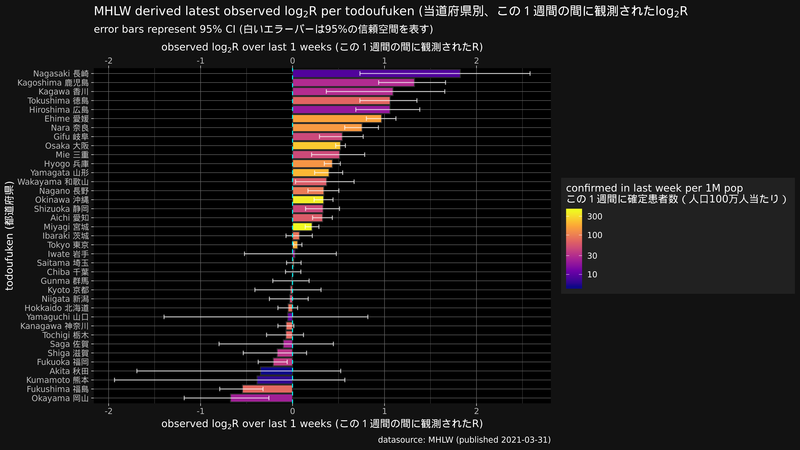 MHLW derived latest observed log₂R per todoufuken (当道府県別、この１週間の間に観測されたlog₂R
error bars represent 95% CI (白いエラーバーは95%の信頼空間を表す)
observed log₂R over last 1 weeks (この１週間の間に観測されたR)
-2 -1 0 1 2
todoufuken (都道府県)
Nagasaki 長崎
Kagoshima 鹿児島
Kagawa 香川
Tokushima 徳島
Hiroshima 広島
Ehime 愛媛
Nara 奈良
Gifu 岐阜
Osaka 大阪
Mie 三重
Hyogo 兵庫
Yamagata 山形
Wakayama 和歌山
Nagano 長野
Okinawa 沖縄
Shizuoka 静岡
Aichi 愛知
Miyagi 宮城
Ibaraki 茨城
Tokyo 東京
Iwate 岩手
Saitama 埼玉
Chiba 千葉
Gunma 群馬
Kyoto 京都
Niigata 新潟
Hokkaido 北海道
Yamaguchi 山口
Kanagawa 神奈川
Tochigi 栃木
Saga 佐賀
Shiga 滋賀
Fukuoka 福岡
Akita 秋田
Kumamoto 熊本
Fukushima 福島
Okayama 岡山
-2 -1 0 1 2
observed log₂R over last 1 weeks (この１週間の間に観測されたR)
confirmed in last week per 1M pop
この１週間に確定患者数 ( 人口100万人当たり )
300
100
30
10
datasource: MHLW (published 2021-03-31)